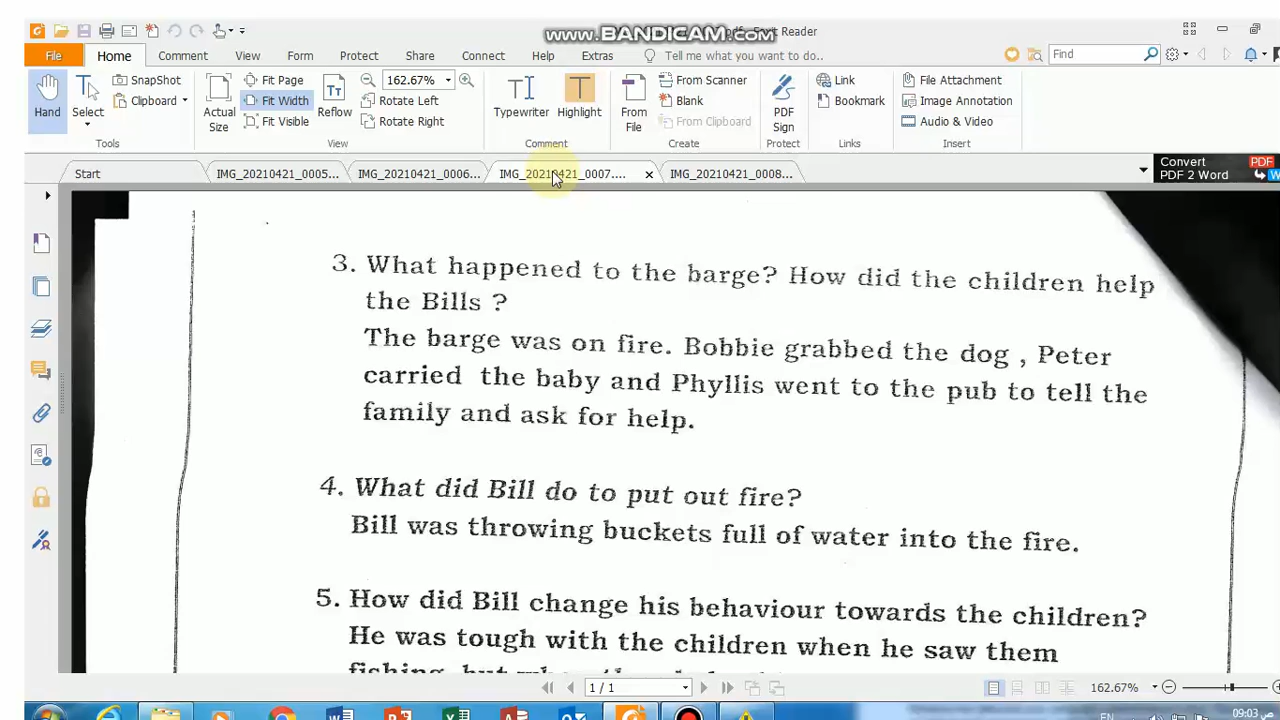 www.BANDICAM.com
Reader
File Home Comment View Form Protect Share Connect Help Extras Tell me what you want to do.. Find
Hand
Select
SnapShot
Clipboard
Tools
Actual Size
Fit Page
Fit Width
Fit Visible
Reflow
162.67%
Rotate Left
Rotate Right
View
Typewriter
Highlight
Comment
From File
From Scanner
Blank
From Clipboard
Create
PDF Sign
Protect
Link
Bookmark
Links
File Attachment
Image Annotation
Audio & Video
Insert
Start IMG_20210421_0005... IMG_20210421_0006... IMG_20210421_0007.... IMG_20210421_0008...
Convert PDF
PDF 2 Word
3. What happened to the barge? How did the children help
the Bills ?
The barge was on fire. Bobbie grabbed the dog , Peter
carried the baby and Phyllis went to the pub to tell the
family and ask for help.
4. What did Bill do to put out fire?
Bill was throwing buckets full of water into the fire.
5. How did Bill change his behaviour towards the children?
He was tough with the children when he saw them
fishing, but
1 / 1
162.67%
EN
09:03 ص